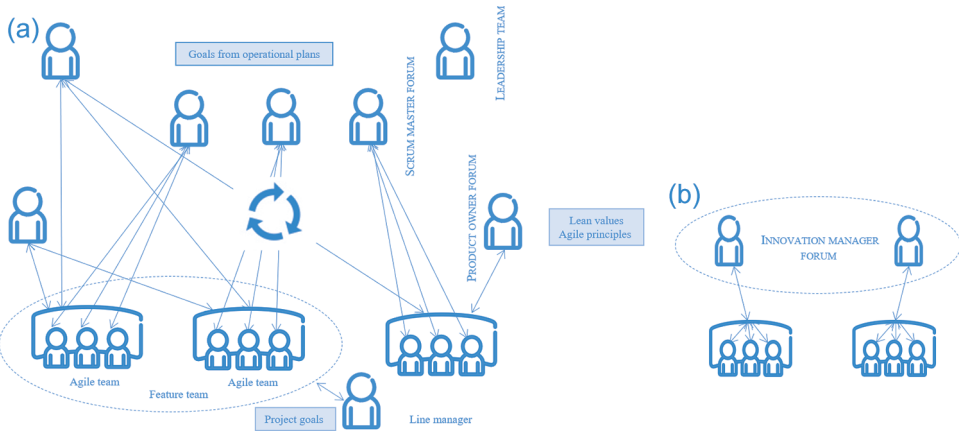 (a)
Goals from operational plans
LEADERSHIP TEAM
SCRUM MASTER FORUM
PRODUCT OWNER FORUM
Lean values
Agile principles
(b)
INNOVATION MANAGER
FORUM
Agile team
Agile team
Feature team
Project goals
Line manager